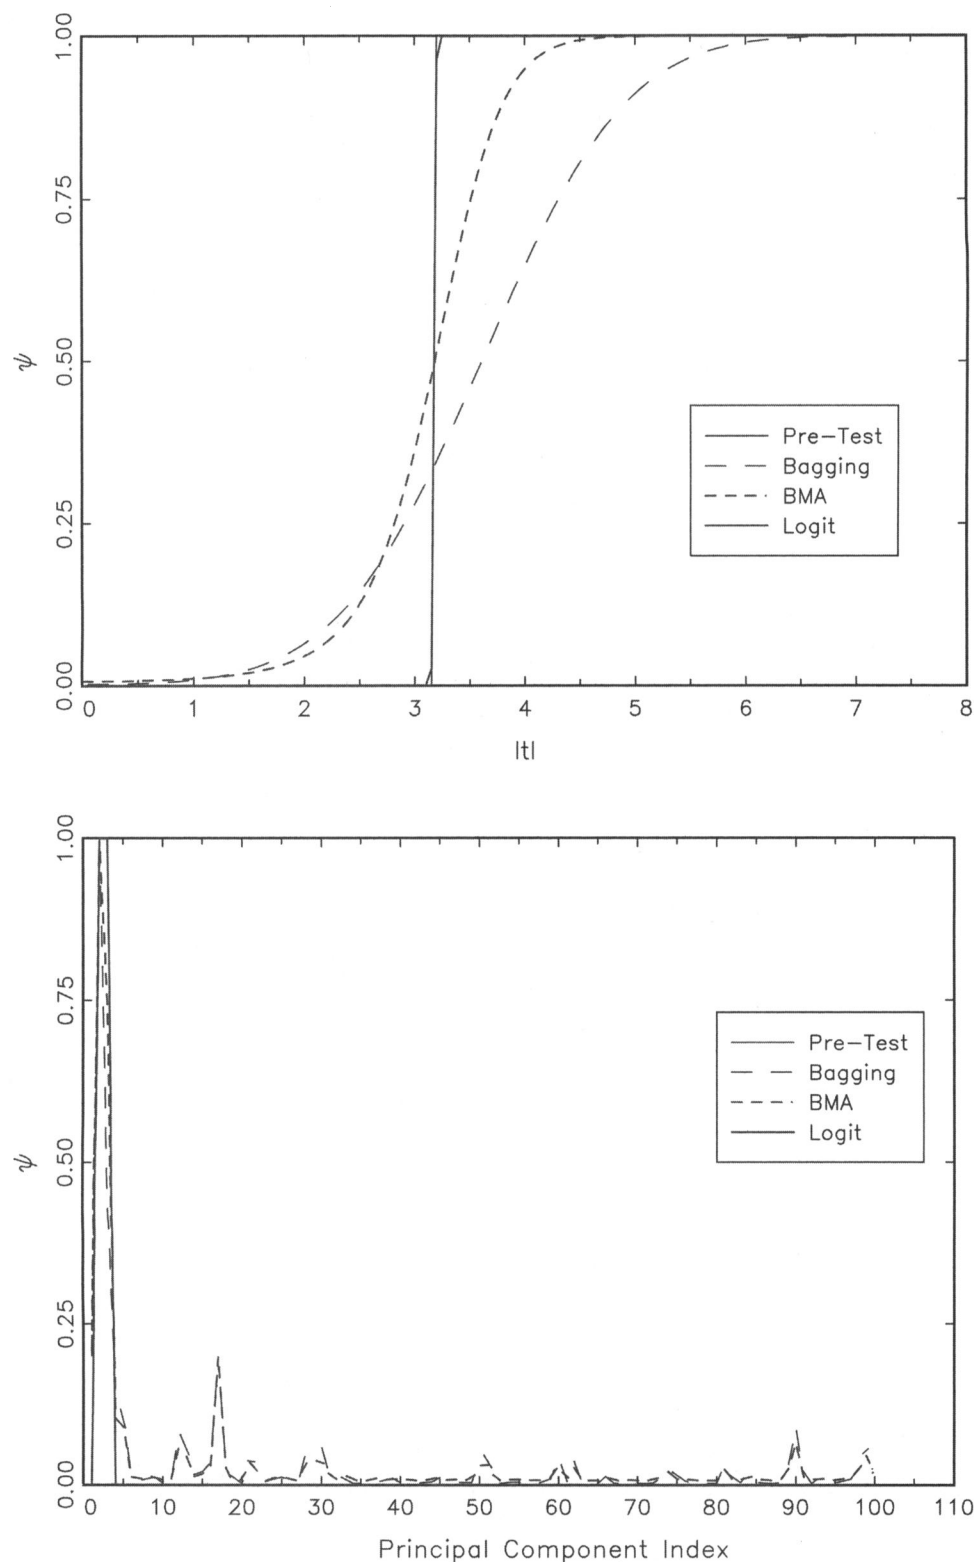 1.00
0.75
ψ
0.50
0.25
0.00
Pre-Test
Bagging
BMA
Logit
0 1 2 3 4 5 6 7 8
|t|
1.00
0.75
ψ
0.50
0.25
0.00
Pre-Test
Bagging
BMA
Logit
0 10 20 30 40 50 60 70 80 90 100 110
Principal Component Index